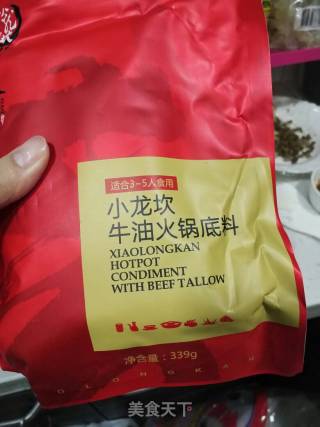 适合3-5人食用
小龙坎
牛油火锅底料
XIAOLONGKAN
HOTPOT
CONDIMENT
WITH BEEF TALLOW
净含量：339g
OLONGKAN
美食天下